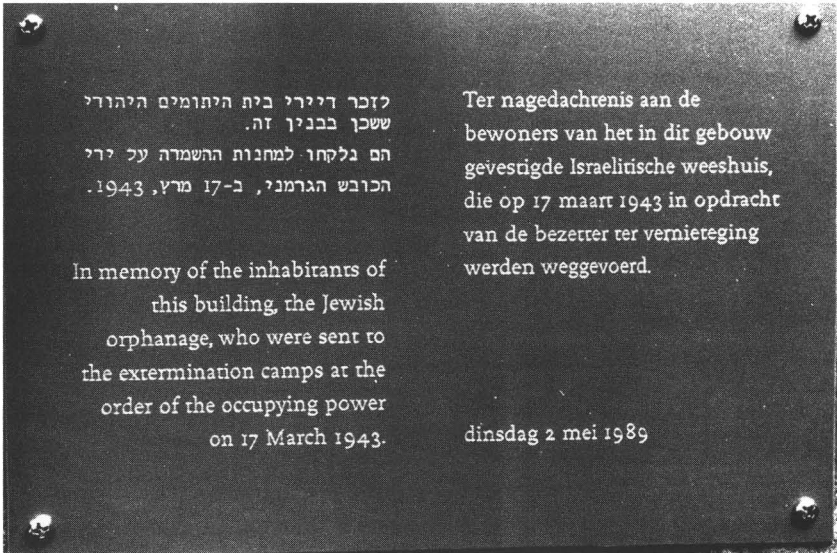 לזכר דיירי בית היתומים היהודי
ששכן בבנין זה.
הם נלקחו למחנות ההשמדה על ידי
הכובש הגרמני, ב-17 מרץ, 1943.
In memory of the inhabitants of
this building, the Jewish
orphanage, who were sent to
the extermination camps at the
order of the occupying power
on 17 March 1943.
Ter nagedachtenis aan de
bewoners van het in dit gebouw
gevestigde Israelitische weeshuis,
die op 17 maart 1943 in opdracht
van de bezetter ter vernieteging
werden weggevoerd.
dinsdag 2 mei 1989